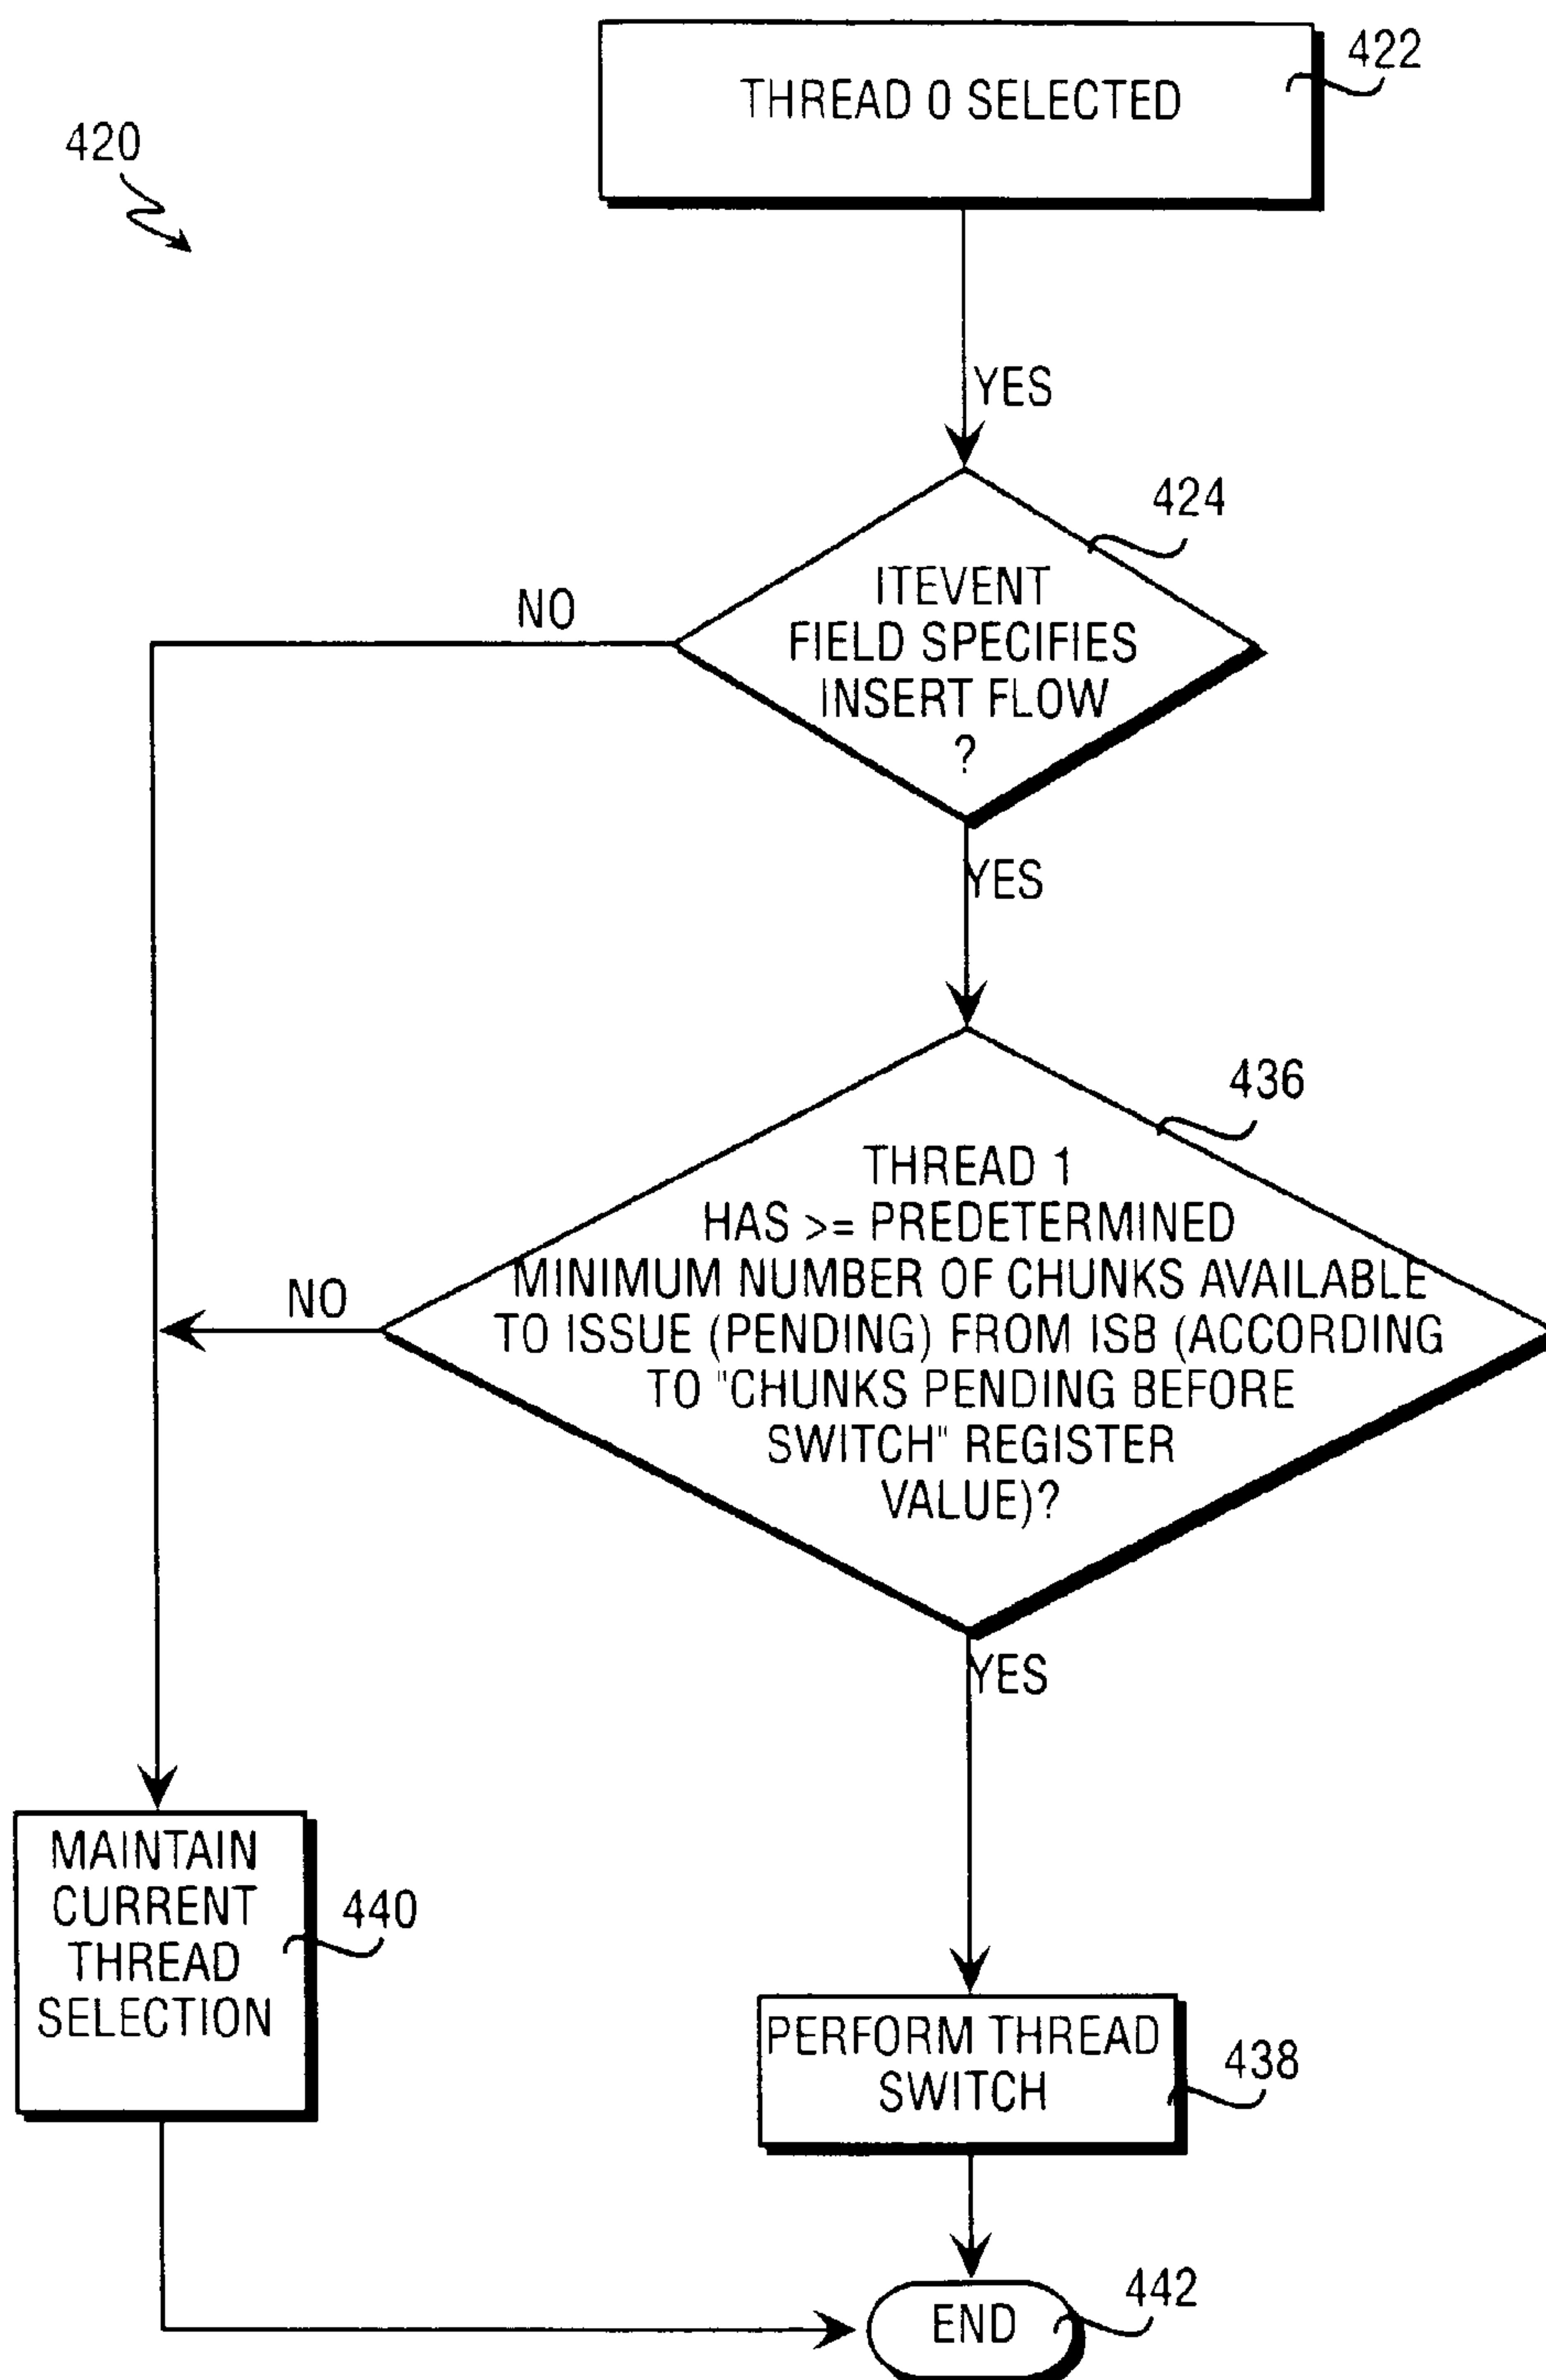 422
THREAD 0 SELECTED
420
YES
424
ITEVENT
FIELD SPECIFIES
INSERT FLOW
?
NO
YES
436
THREAD 1
HAS >= PREDETERMINED
MINIMUM NUMBER OF CHUNKS AVAILABLE
TO ISSUE (PENDING) FROM ISB (ACCORDING
TO "CHUNKS PENDING BEFORE
SWITCH" REGISTER
VALUE)?
NO
YES
MAINTAIN
CURRENT
THREAD
SELECTION
440
PERFORM THREAD
SWITCH
438
442
END